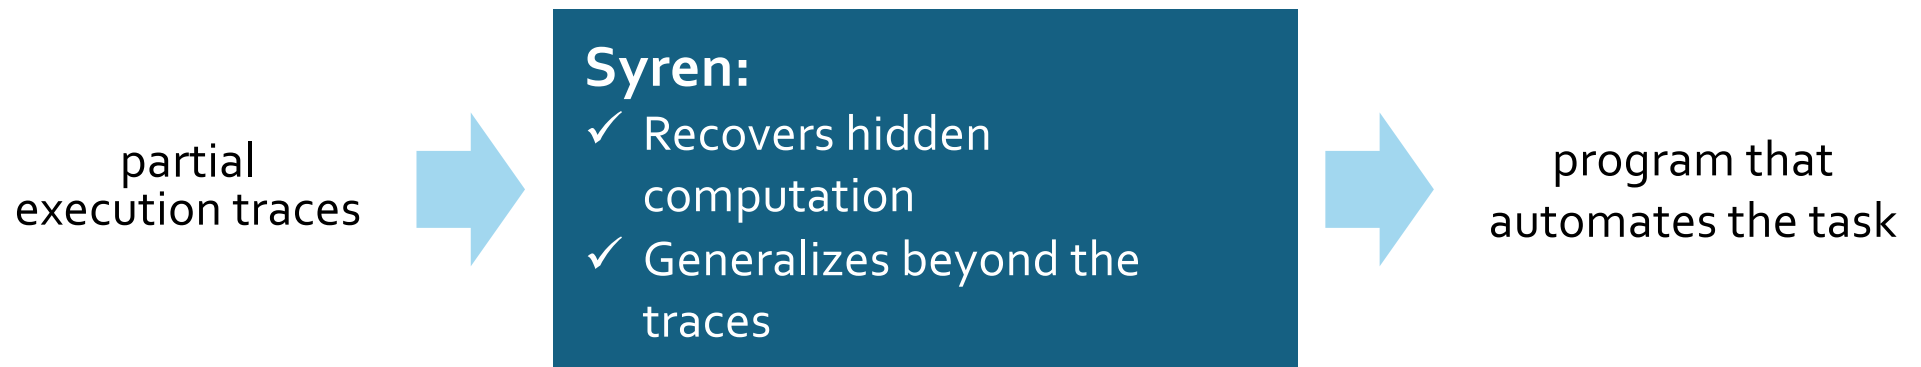 partial
execution traces
Syren:
✓ Recovers hidden
computation
✓ Generalizes beyond the
traces
program that
automates the task